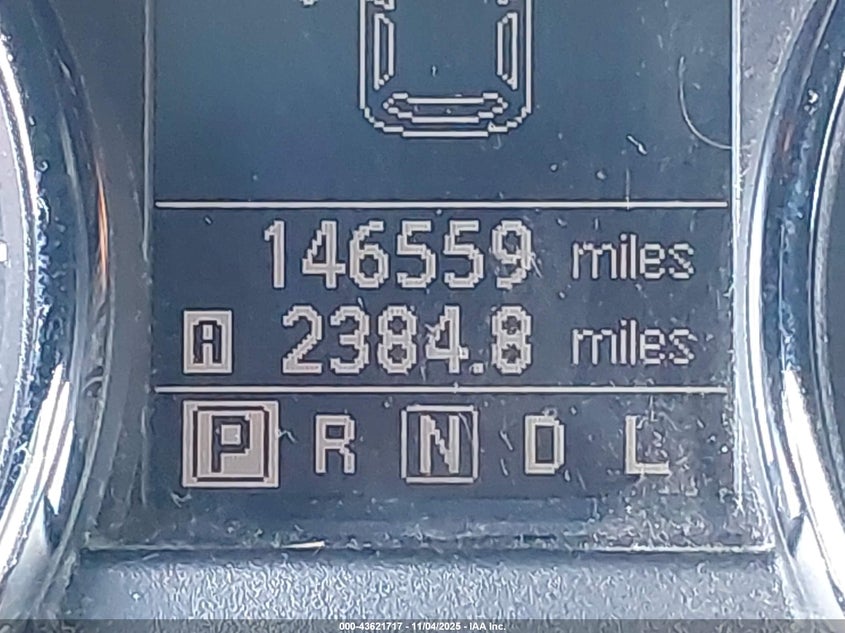 146559 miles
A 2384.8 miles
P R N D L
000-43621717 - 11/04/2025 - IAA Inc.